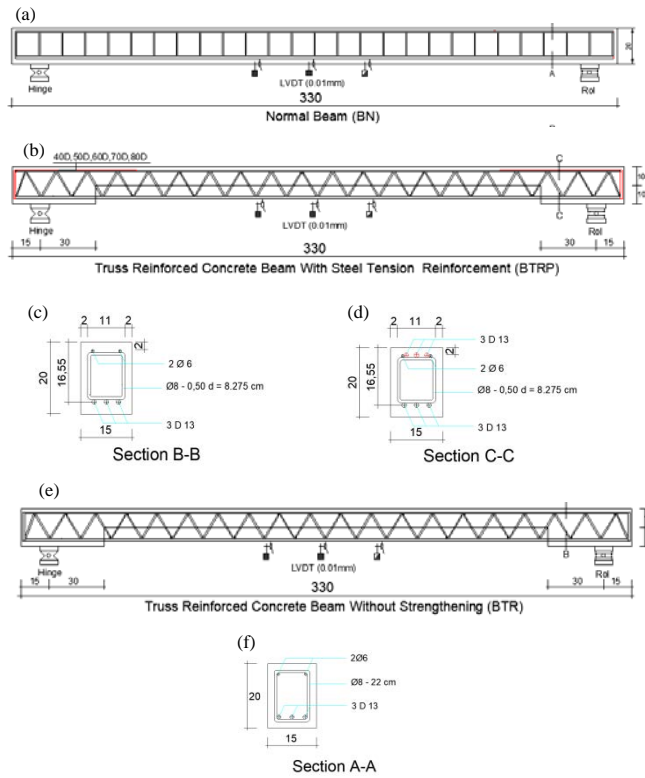 (a)
20
A
Hinge
LVDT (0.01mm)
Rol
330
Normal Beam (BN)
(b)
40D,50D,60D,70D,80D
C
C
Hinge
LVDT (0.01mm)
Rol
15 30 330 30 15
Truss Reinforced Concrete Beam With Steel Tension Reinforcement (BTRP)
(c)
2 11 2
2
20
16,55
2 Ø 6
Ø8 - 0,50 d = 8.275 cm
3 D 13
15
Section B-B
(d)
2 11 2
3 D 13
2
20
16,55
2 Ø 6
Ø8 - 0,50 d = 8.275 cm
3 D 13
15
Section C-C
(e)
B
Hinge
LVDT (0.01mm)
Rol
15 30 330 30 15
Truss Reinforced Concrete Beam Without Strengthening (BTR)
(f)
2Ø6
20
Ø8 - 22 cm
3 D 13
15
Section A-A